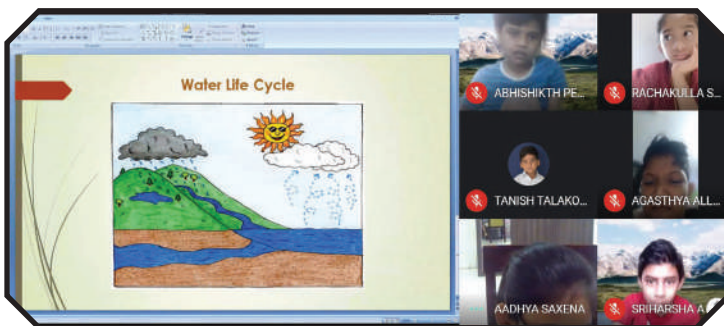 Water Life Cycle
ABHISHIKTH PE...
RACHAKULLA S...
TANISH TALAKO...
AGASTHYA ALL...
AADHYA SAXENA
SRIHARSHA A